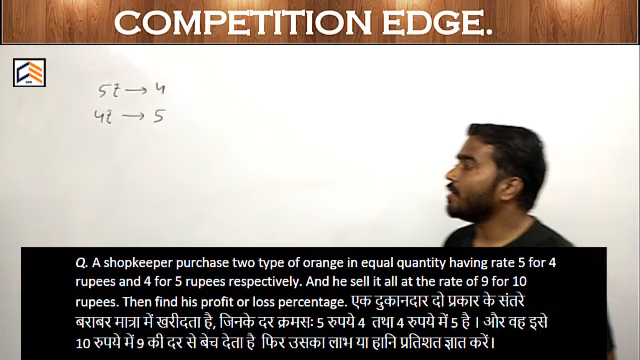 COMPETITION EDGE.
5₹ → 4
4₹ → 5
Q. A shopkeeper purchase two type of orange in equal quantity having rate 5 for 4
rupees and 4 for 5 rupees respectively. And he sell it all at the rate of 9 for 10
rupees. Then find his profit or loss percentage. एक दुकानदार दो प्रकार के संतरे
बराबर मात्रा में खरीदता है, जिनके दर क्रमसः 5 रुपये 4 तथा 4 रुपये में 5 है । और वह इसे
10 रुपये में 9 की दर से बेच देता है फिर उसका लाभ या हानि प्रतिशत ज्ञात करें।